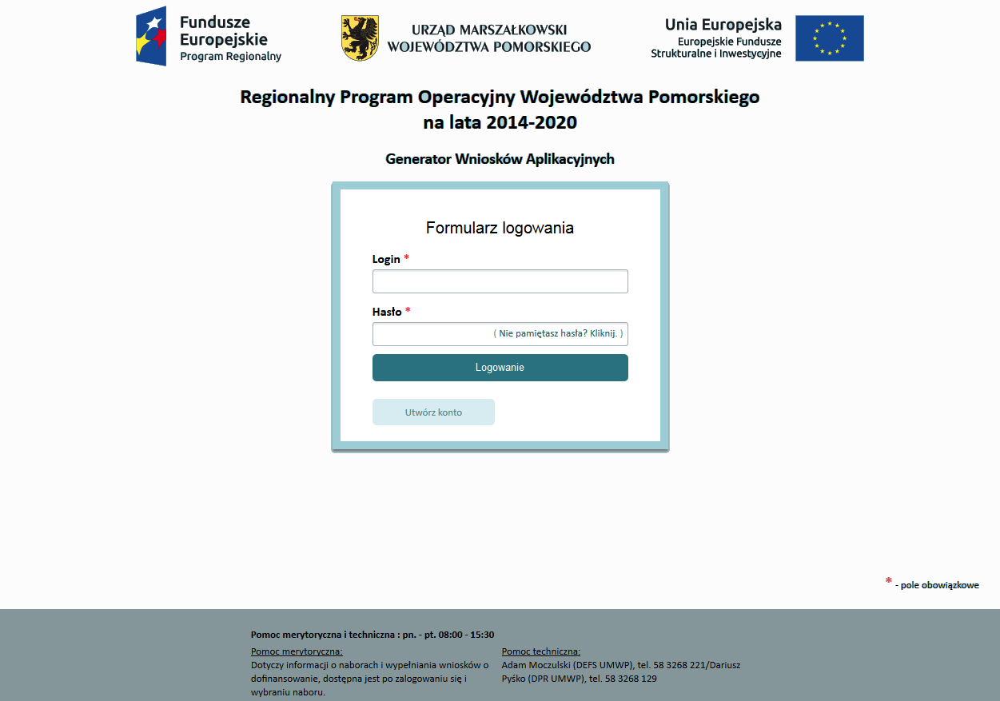 Fundusze
Europejskie
Program Regionalny
URZĄD MARSZAŁKOWSKI
WOJEWÓDZTWA POMORSKIEGO
Unia Europejska
Europejskie Fundusze
Strukturalne i Inwestycyjne
Regionalny Program Operacyjny Województwa Pomorskiego
na lata 2014-2020
Generator Wniosków Aplikacyjnych
Formularz logowania
Login *
Hasło *
( Nie pamiętasz hasła? Kliknij. )
Logowanie
Utwórz konto
* - pole obowiązkowe
Pomoc merytoryczna i techniczna : pn. - pt. 08:00 - 15:30
Pomoc merytoryczna:
Dotyczy informacji o naborach i wypełniania wniosków o
dofinansowanie, dostępna jest po zalogowaniu się i
wybraniu naboru.
Pomoc techniczna:
Adam Moczulski (DEFS UMWP), tel. 58 3268 221/Dariusz
Pyśko (DPR UMWP), tel. 58 3268 129